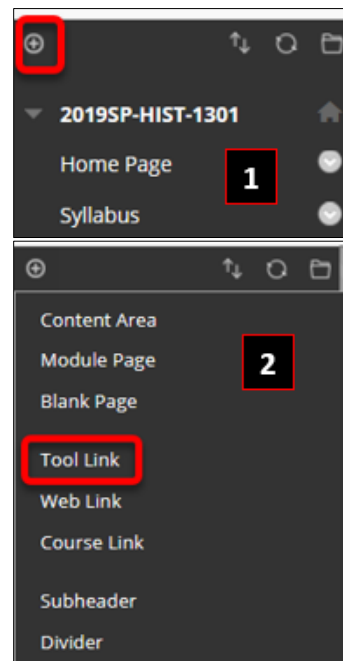 2019SP-HIST-1301
Home Page
1
Syllabus
Content Area
Module Page
2
Blank Page
Tool Link
Web Link
Course Link
Subheader
Divider